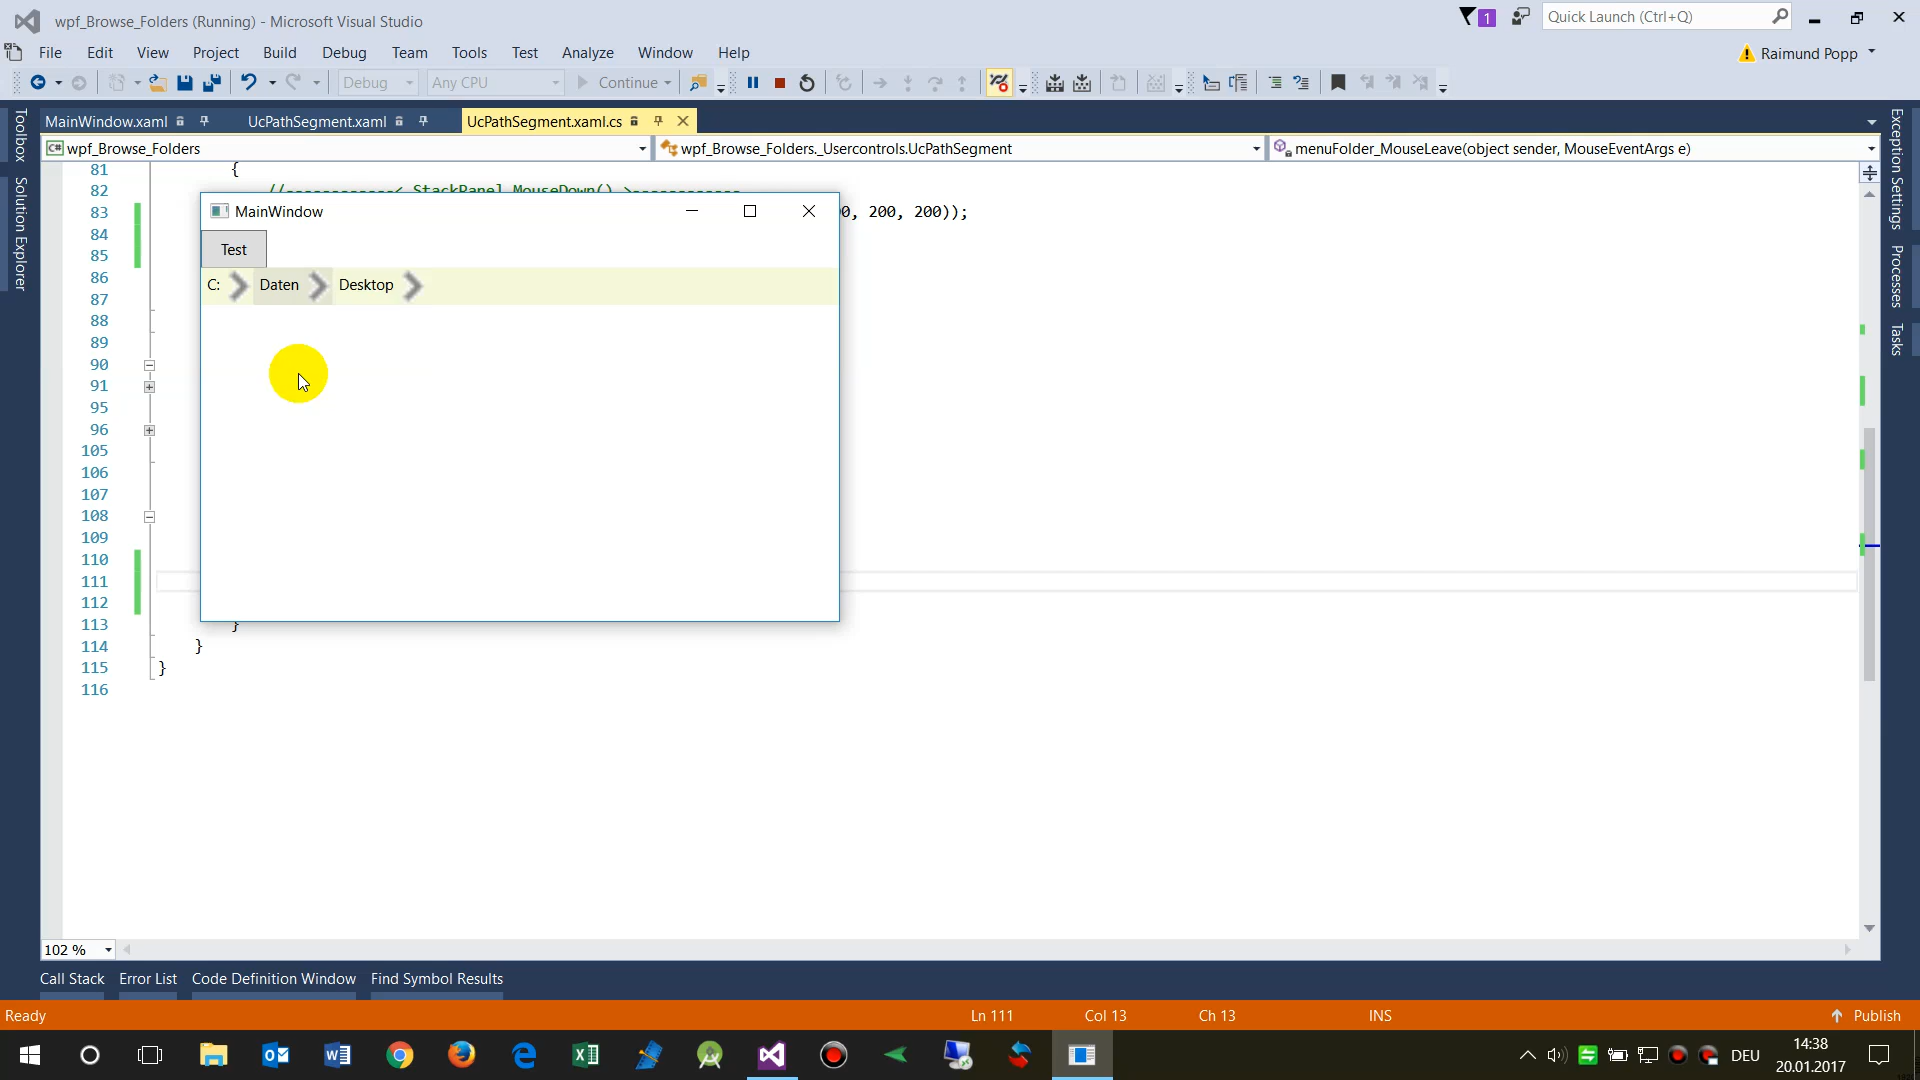 wpf_Browse_Folders (Running) - Microsoft Visual Studio
1
Quick Launch (Ctrl+Q)
File Edit View Project Build Debug Team Tools Test Analyze Window Help
Raimund Popp
Debug Any CPU Continue
MainWindow.xaml UcPathSegment.xaml UcPathSegment.xaml.cs
wpf_Browse_Folders wpf_Browse_Folders._Usercontrols.UcPathSegment menuFolder_MouseLeave(object sender, MouseEventArgs e)
Toolbox
Solution Explorer
Exception Settings
Processes
Tasks
81 {
82 //------------< StackPanel_MouseDown() >------------
83 0, 200, 200));
84
85
86
87
88
89
90
91
95
96
105
106
107
108
109
110
111
112
113 }
114 }
115 }
116
MainWindow
Test
C: Daten Desktop
102 %
Call Stack Error List Code Definition Window Find Symbol Results
Ready Ln 111 Col 13 Ch 13 INS Publish
DEU
14:38
20.01.2017